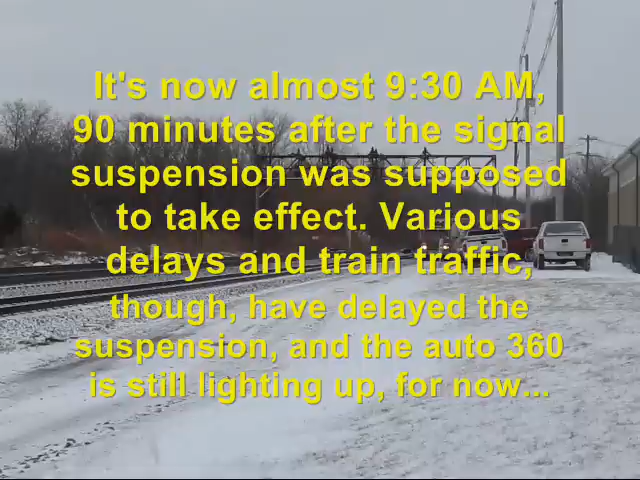 It's now almost 9:30 AM,
90 minutes after the signal
suspension was supposed
to take effect. Various
delays and train traffic,
though, have delayed the
suspension, and the auto 360
is still lighting up, for now...